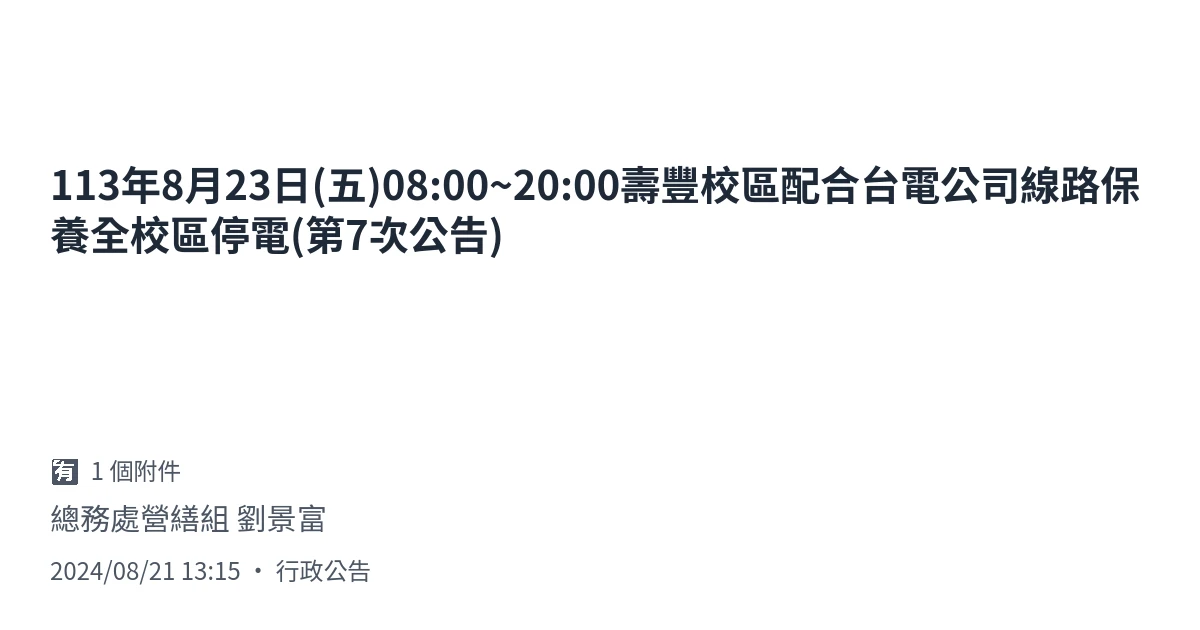 113年8月23日(五)08:00~20:00壽豐校區配合台電公司線路保
養全校區停電(第7次公告)
有 1 個附件
總務處營繕組 劉景富
2024/08/21 13:15 · 行政公告